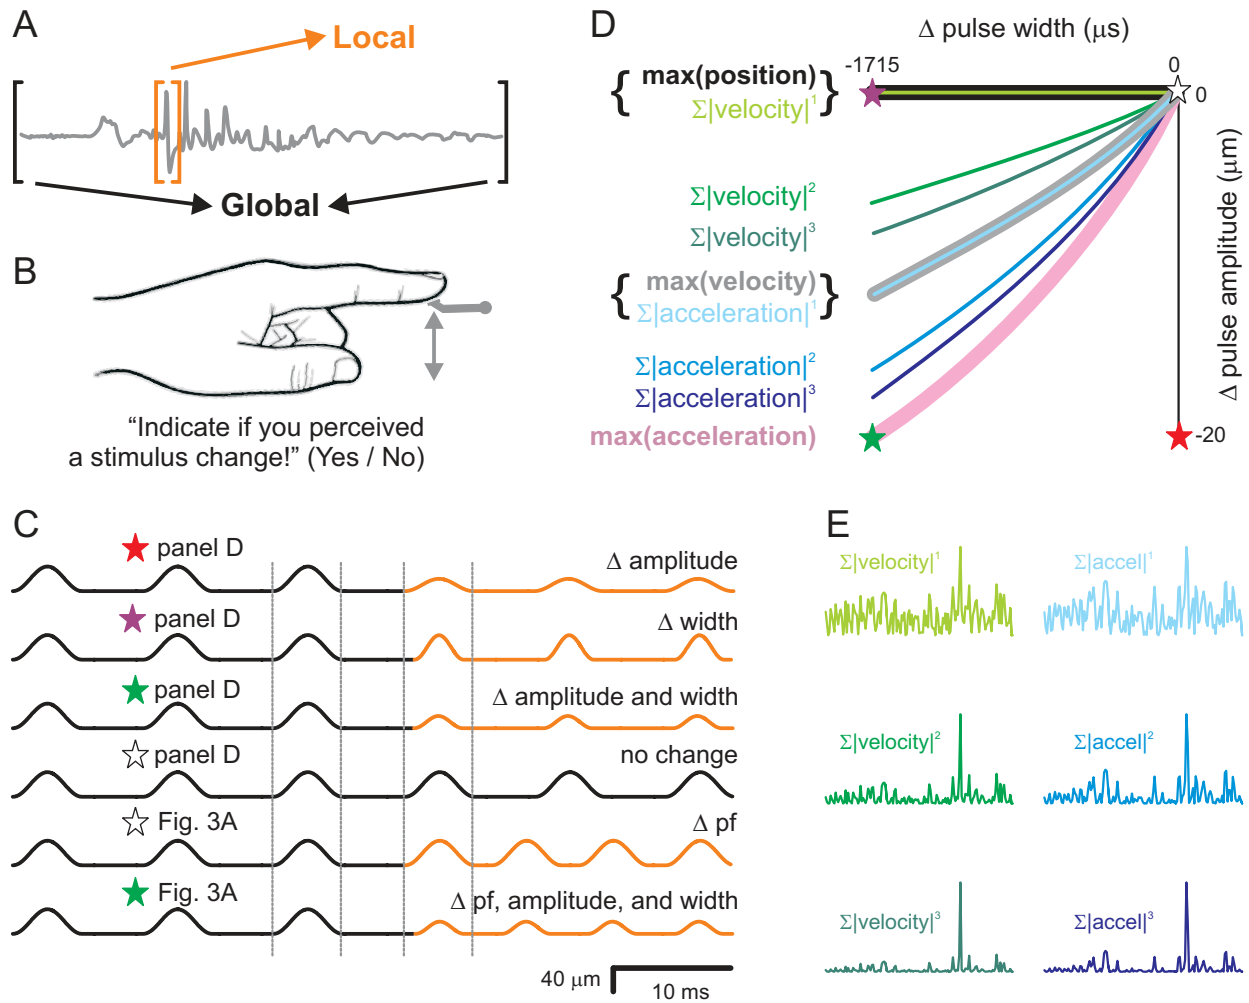 A
Local
Global
B
“Indicate if you perceived
a stimulus change!” (Yes / No)
C
panel D
Δ amplitude
panel D
Δ width
panel D
Δ amplitude and width
panel D
no change
Fig. 3A
Δ pf
Fig. 3A
Δ pf, amplitude, and width
40 μm
10 ms
D
Δ pulse width (μs)
-1715
0
{ max(position) }
Σ|velocity|¹
0
Σ|velocity|²
Σ|velocity|³
{ max(velocity) }
Σ|acceleration|¹
Σ|acceleration|²
Σ|acceleration|³
max(acceleration)
-20
Δ pulse amplitude (μm)
E
Σ|velocity|¹
Σ|accel|¹
Σ|velocity|²
Σ|accel|²
Σ|velocity|³
Σ|accel|³